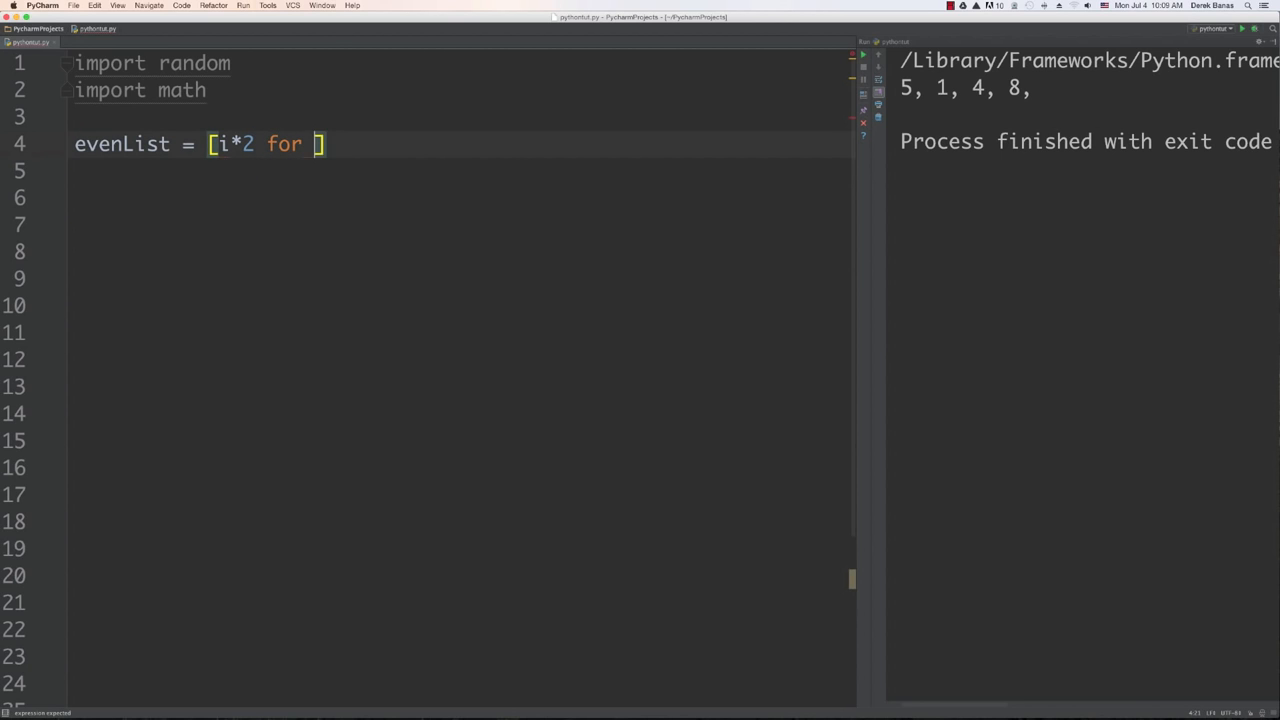 PyCharm File Edit View Navigate Code Refactor Run Tools VCS Window Help 10 Mon Jul 4 10:09 AM Derek Banas
pythontut.py - PycharmProjects - [~/PycharmProjects]
PycharmProjects pythontut.py pythontut
pythontut.py Run: pythontut
1 import random
2 import math
3
4 evenList = [i*2 for ]
5
6
7
8
9
10
11
12
13
14
15
16
17
18
19
20
21
22
23
24
25
/Library/Frameworks/Python.frame
5, 1, 4, 8,
Process finished with exit code
expression expected 4:21 LF‡ UTF-8‡